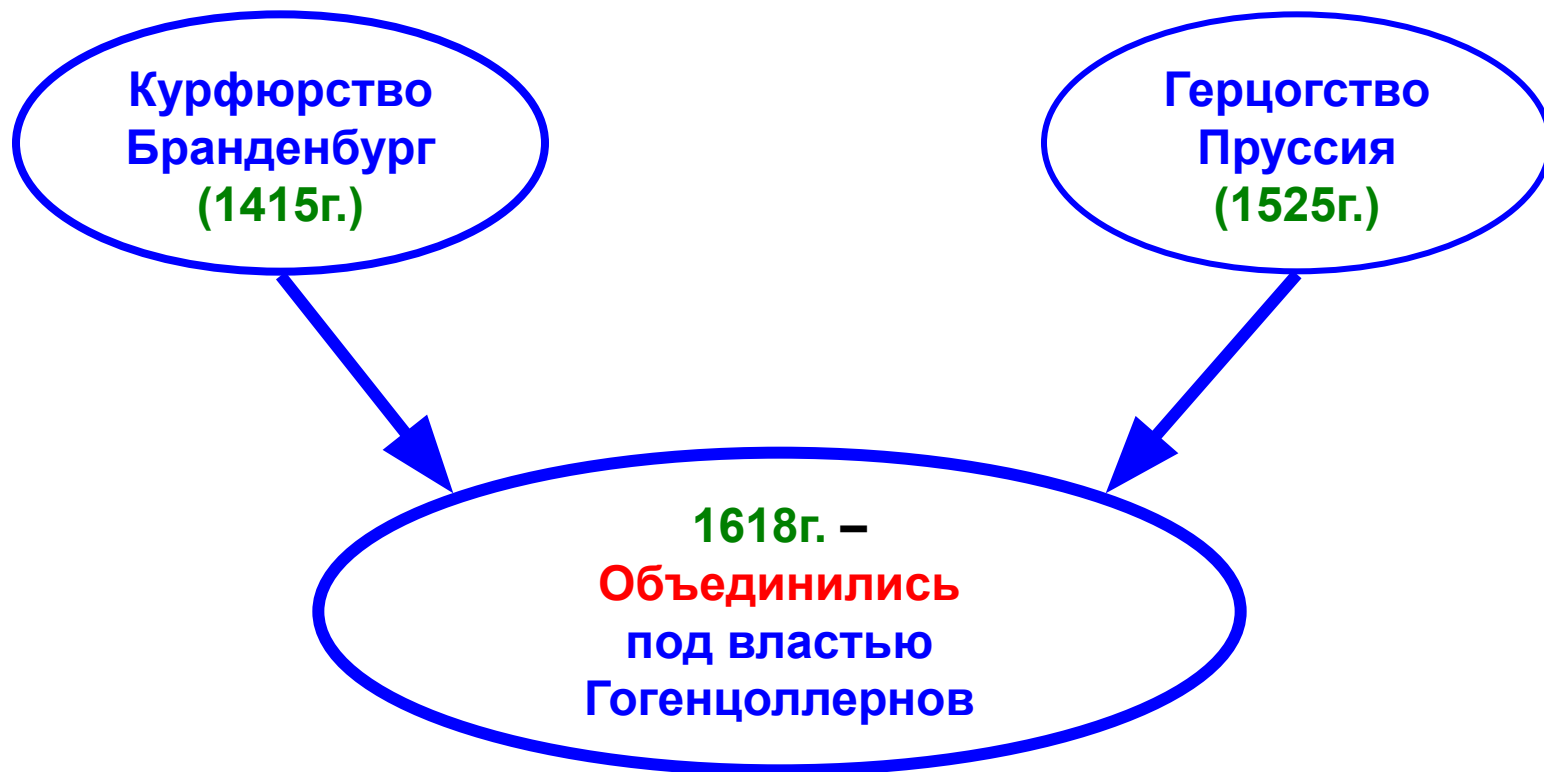 Курфюрство
Бранденбург
(1415г.)
Герцогство
Пруссия
(1525г.)
1618г. –
Объединились
под властью
Гогенцоллернов